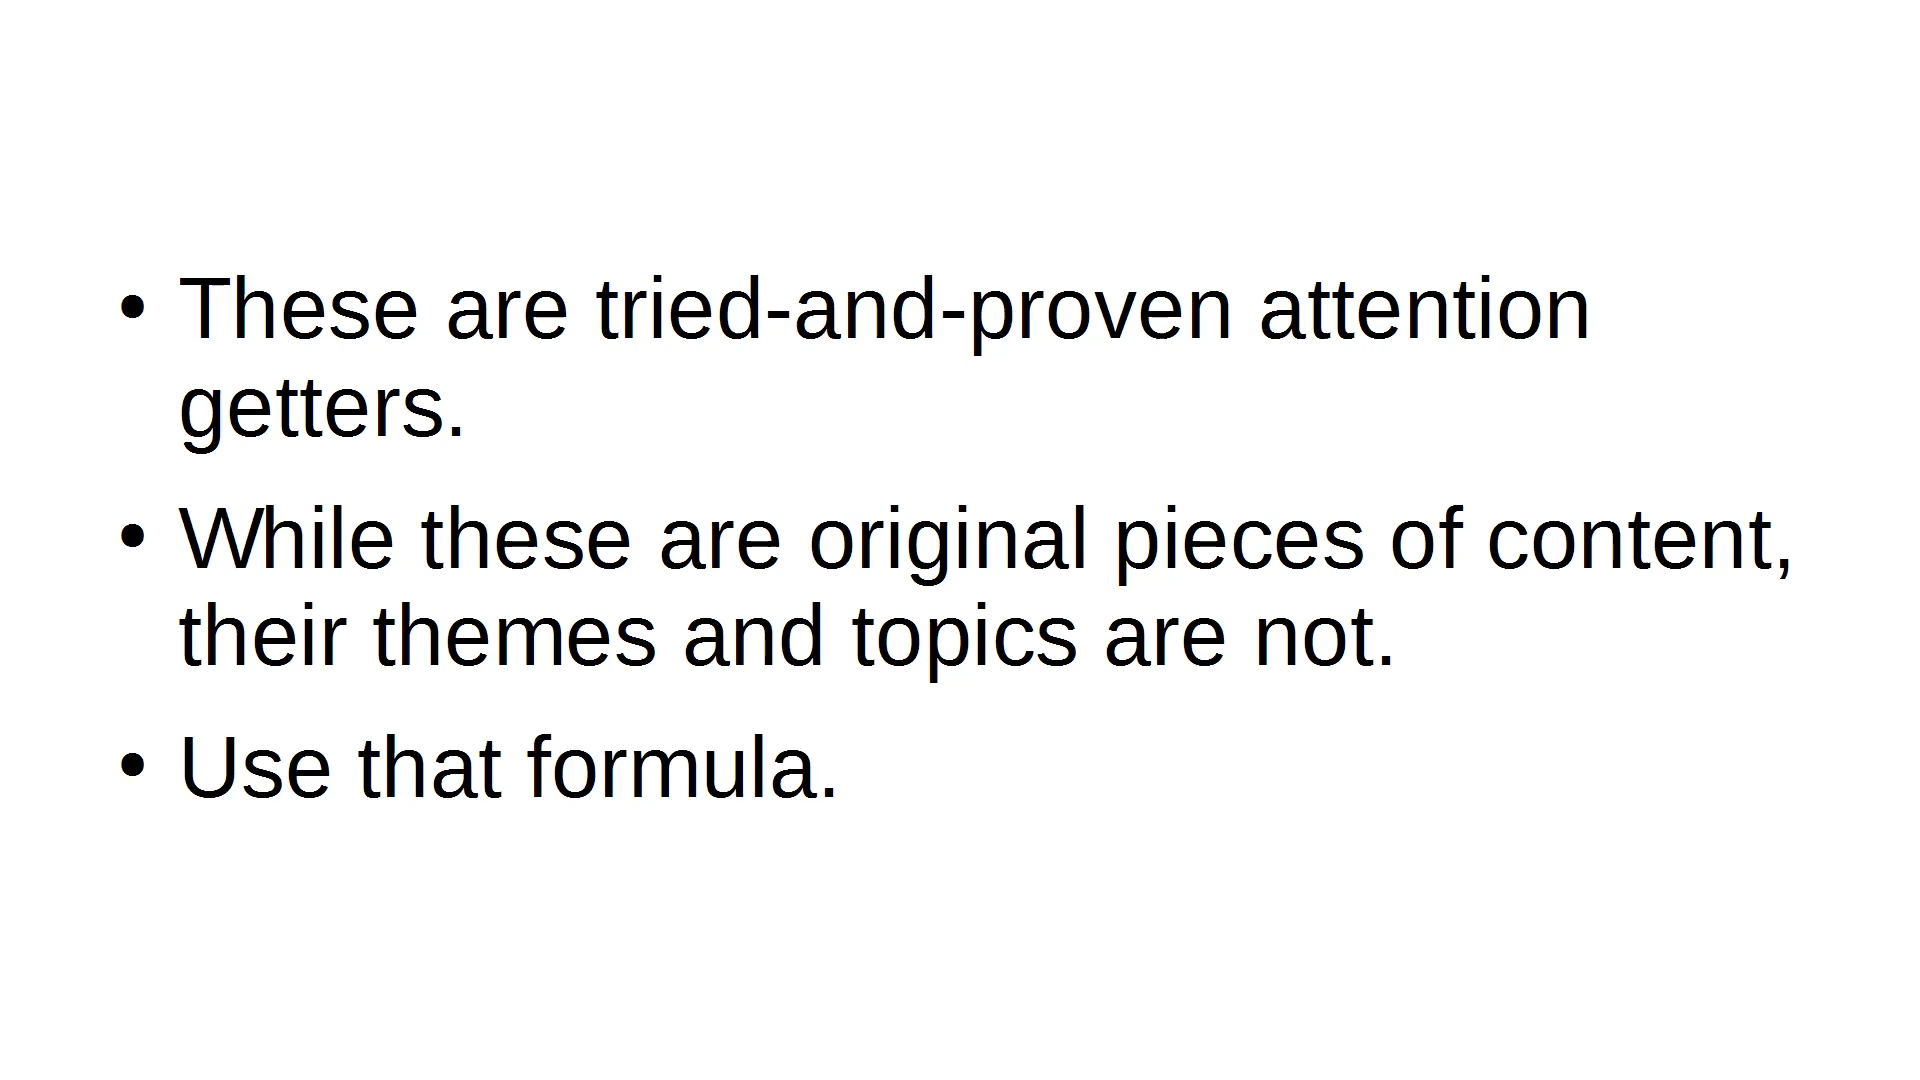 • These are tried-and-proven attention
getters.
• While these are original pieces of content,
their themes and topics are not.
• Use that formula.